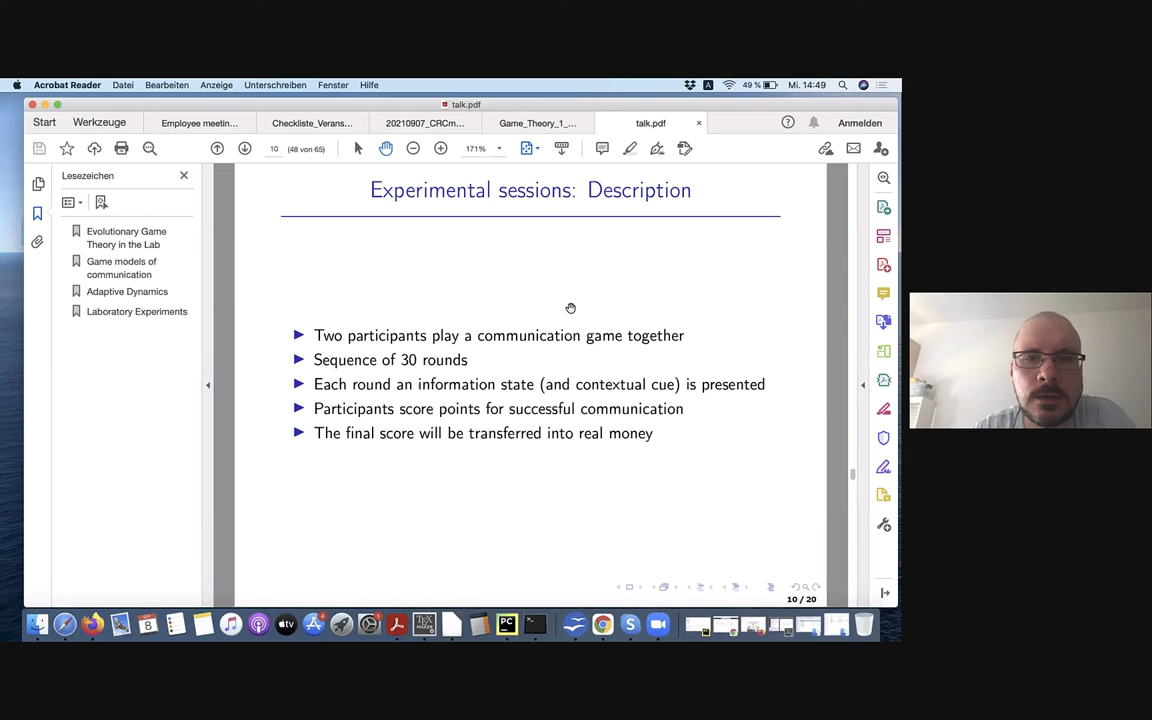 Acrobat Reader Datei Bearbeiten Anzeige Unterschreiben Fenster Hilfe 49 % Mi. 14:49
talk.pdf
Start Werkzeuge Employee meetin... Checkliste_Verans... 20210907_CRCm... Game_Theory_1_... talk.pdf × Anmelden
10 (48 von 65) 171%
Lesezeichen
Evolutionary Game
Theory in the Lab
Game models of
communication
Adaptive Dynamics
Laboratory Experiments
Experimental sessions: Description
Two participants play a communication game together
Sequence of 30 rounds
Each round an information state (and contextual cue) is presented
Participants score points for successful communication
The final score will be transferred into real money
10 / 20